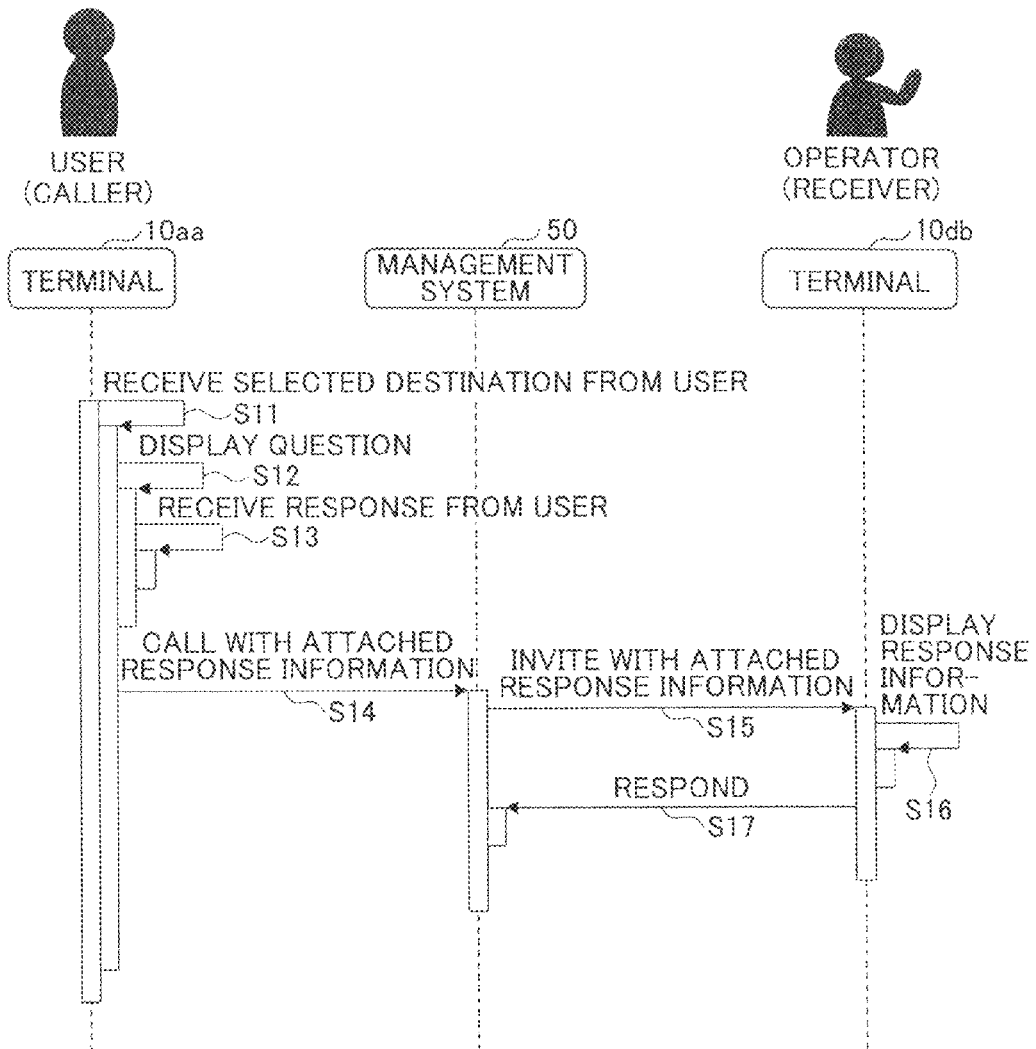 USER
(CALLER)
OPERATOR
(RECEIVER)
10aa
50
10db
TERMINAL
MANAGEMENT
SYSTEM
TERMINAL
RECEIVE SELECTED DESTINATION FROM USER
S11
DISPLAY QUESTION
S12
RECEIVE RESPONSE FROM USER
S13
CALL WITH ATTACHED
RESPONSE INFORMATION
S14
INVITE WITH ATTACHED
RESPONSE INFORMATION
S15
DISPLAY
RESPONSE
INFOR-
MATION
S16
RESPOND
S17